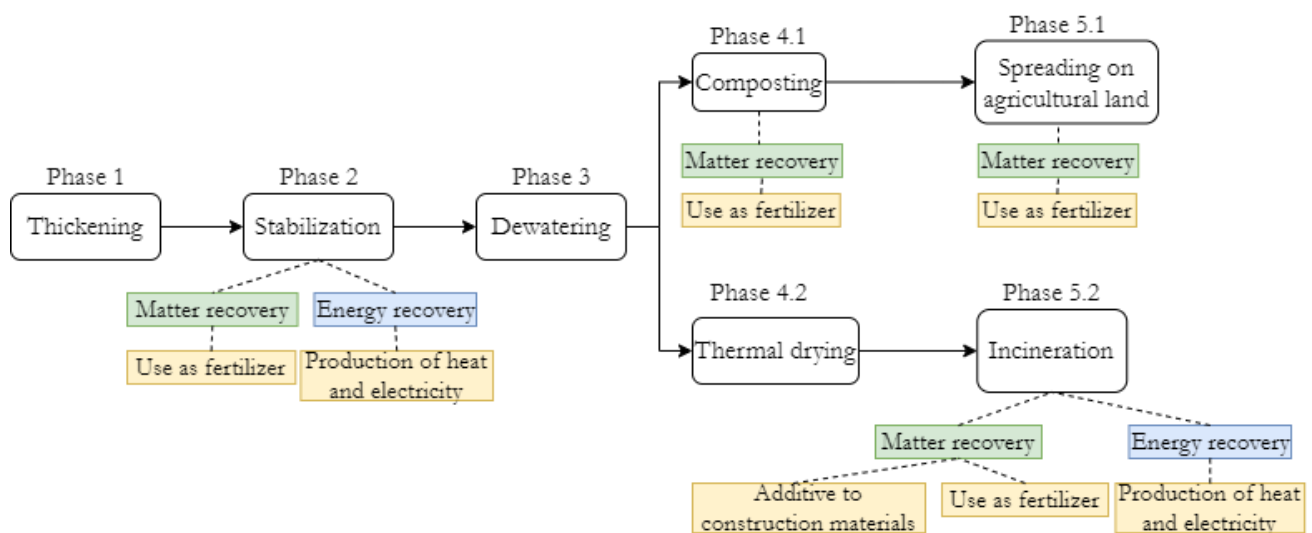 Phase 1
Thickening
Phase 2
Stabilization
Matter recovery
Use as fertilizer
Energy recovery
Production of heat
and electricity
Phase 3
Dewatering
Phase 4.1
Composting
Matter recovery
Use as fertilizer
Phase 5.1
Spreading on
agricultural land
Matter recovery
Use as fertilizer
Phase 4.2
Thermal drying
Phase 5.2
Incineration
Matter recovery
Additive to
construction materials
Use as fertilizer
Energy recovery
Production of heat
and electricity